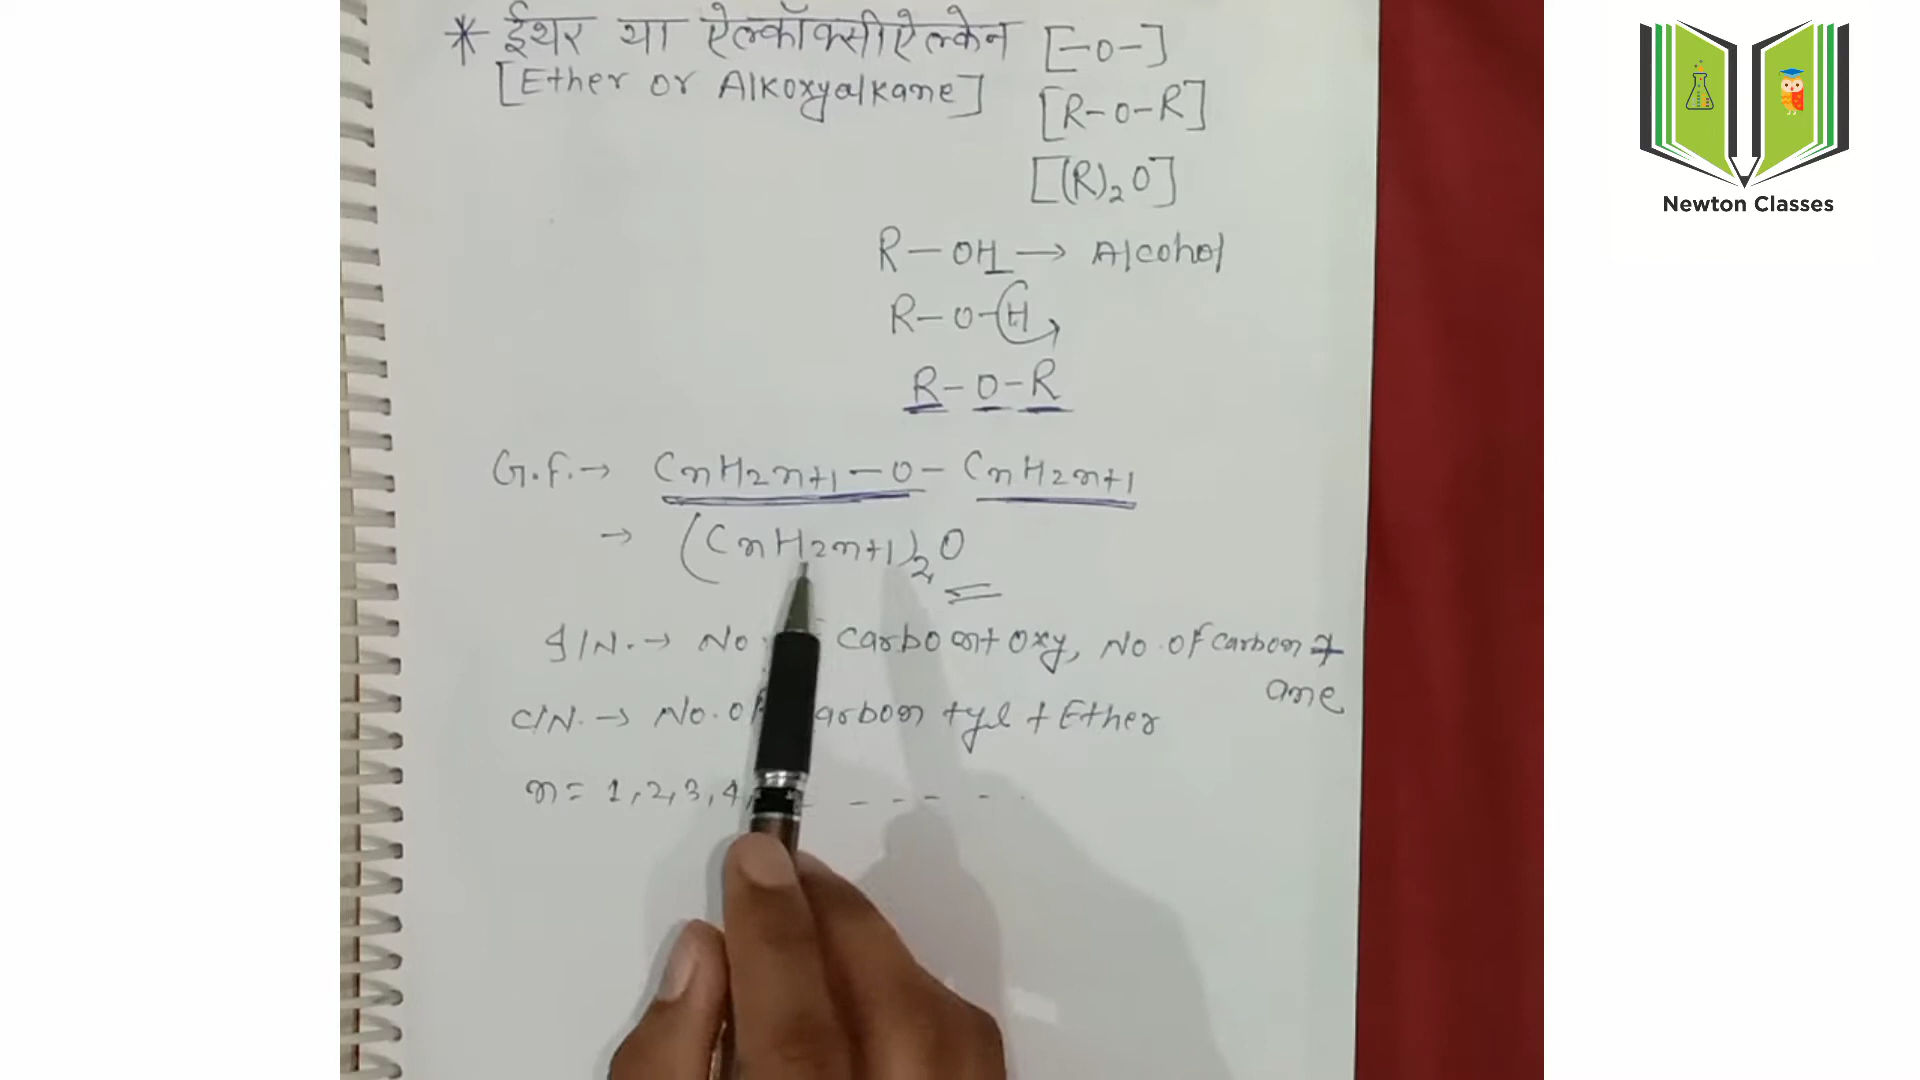 * ईथर या ऐल्कॉक्सीऐल्केन [-O-]
[Ether or Alkoxyalkane]
[R-O-R]
[(R)₂O]
R-OH → Alcohol
R-O-H
R-O-R
G.F. → CnH2n+1-O-CnH2n+1
→ (CnH2n+1)₂O
I/N. → No. carbon + oxy, No. of carbon +
ane
C/N. → No. of carbon + yl + Ether
n = 1, 2, 3, 4, - - - - -
Newton Classes